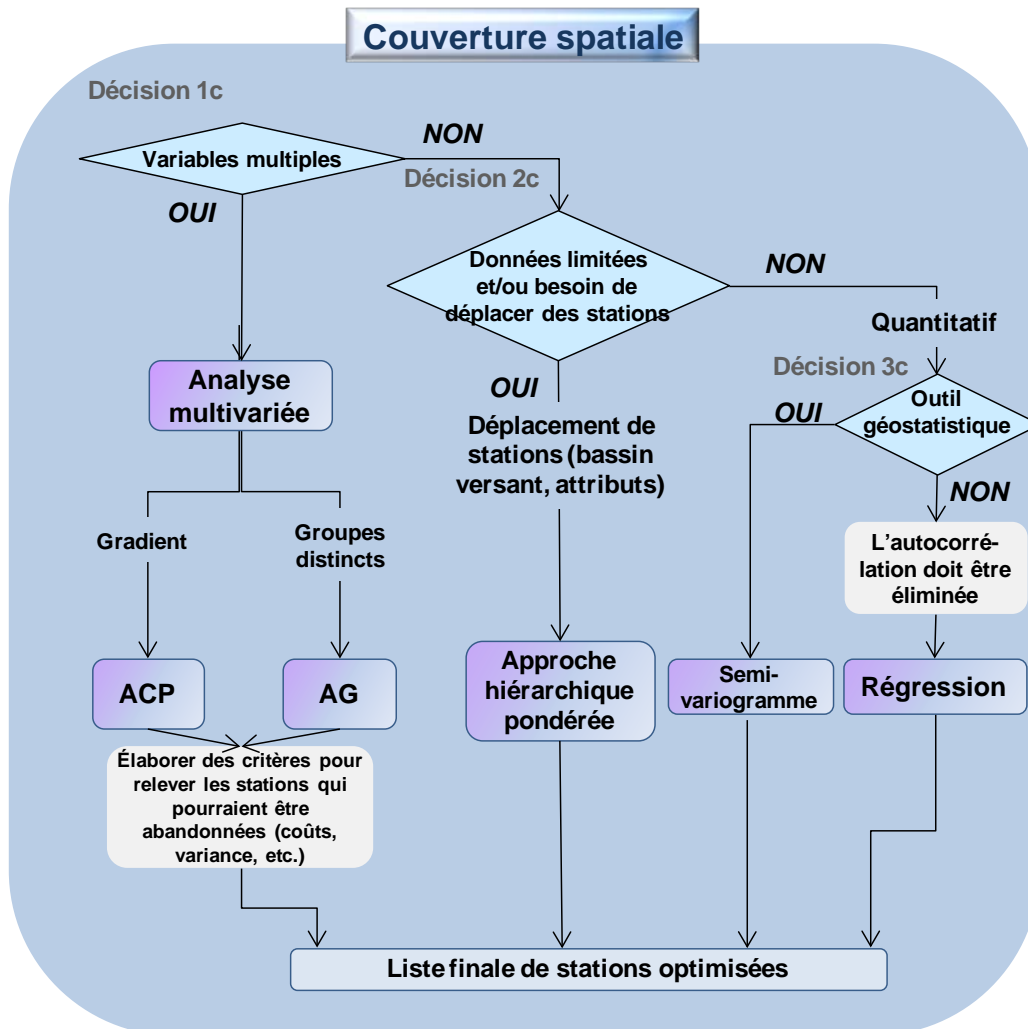 Couverture spatiale
Décision 1c
Variables multiples
NON
OUI
Décision 2c
Données limitées
et/ou besoin de
déplacer des stations
NON
OUI
Quantitatif
Décision 3c
Outil
géostatistique
OUI
NON
Analyse
multivariée
Déplacement de
stations (bassin
versant, attributs)
Gradient
Groupes
distincts
L'autocorré-
lation doit être
éliminée
ACP
AG
Approche
hiérarchique
pondérée
Semi-
variogramme
Régression
Élaborer des critères pour
relever les stations qui
pourraient être
abandonnées (coûts,
variance, etc.)
Liste finale de stations optimisées